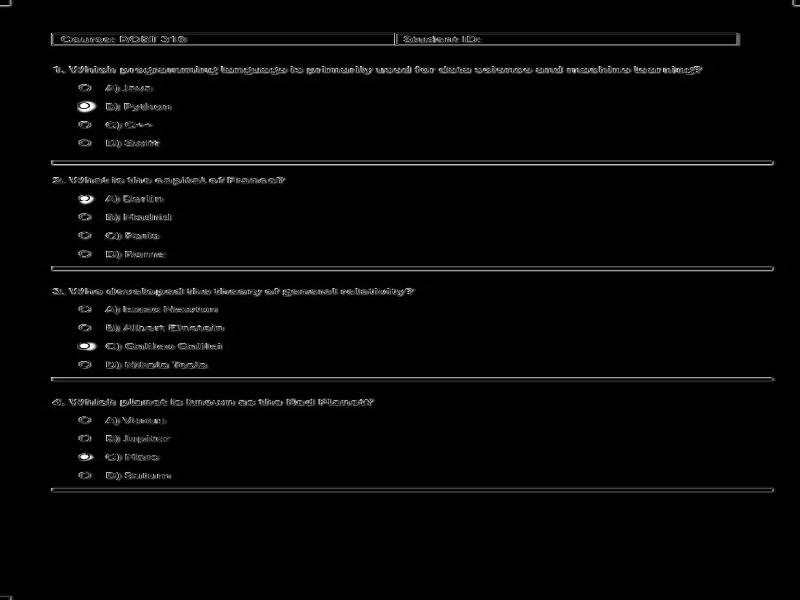 Course: ROST 310 Student ID:
1. Which programming language is primarily used for data science and machine learning?
A) Java
B) Python
C) C++
D) Swift
2. What is the capital of France?
A) Berlin
B) Madrid
C) Paris
D) Rome
3. Who developed the theory of general relativity?
A) Isaac Newton
B) Albert Einstein
C) Galileo Galilei
D) Nikola Tesla
4. Which planet is known as the Red Planet?
A) Venus
B) Jupiter
C) Mars
D) Saturn